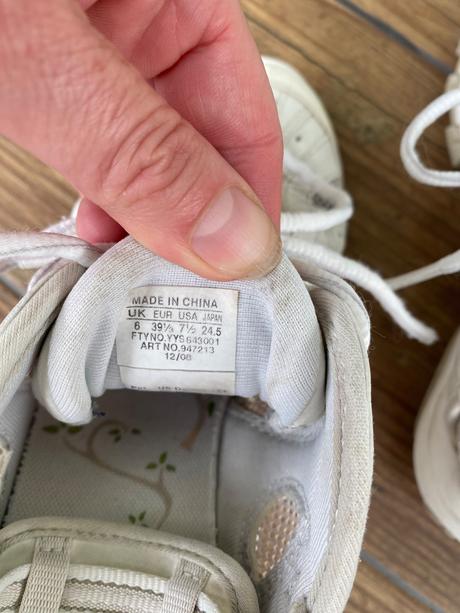 MADE IN CHINA
UK EUR USA JAPAN
6 39⅓ 7½ 24.5
FTYNO.YYS643001
ART NO.947213
12/08